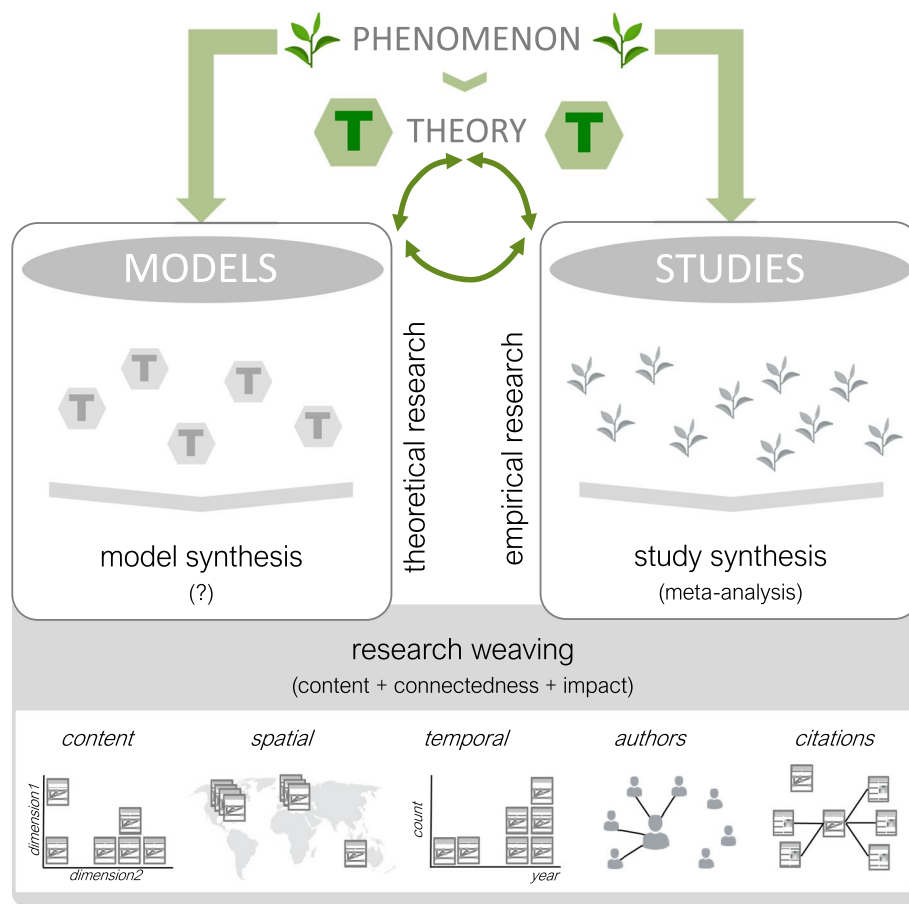 PHENOMENON
T THEORY T
MODELS
STUDIES
T
T
T
T
T
theoretical research
empirical research
model synthesis
(?)
study synthesis
(meta-analysis)
research weaving
(content + connectedness + impact)
content
spatial
temporal
authors
citations
dimension1
dimension2
count
year